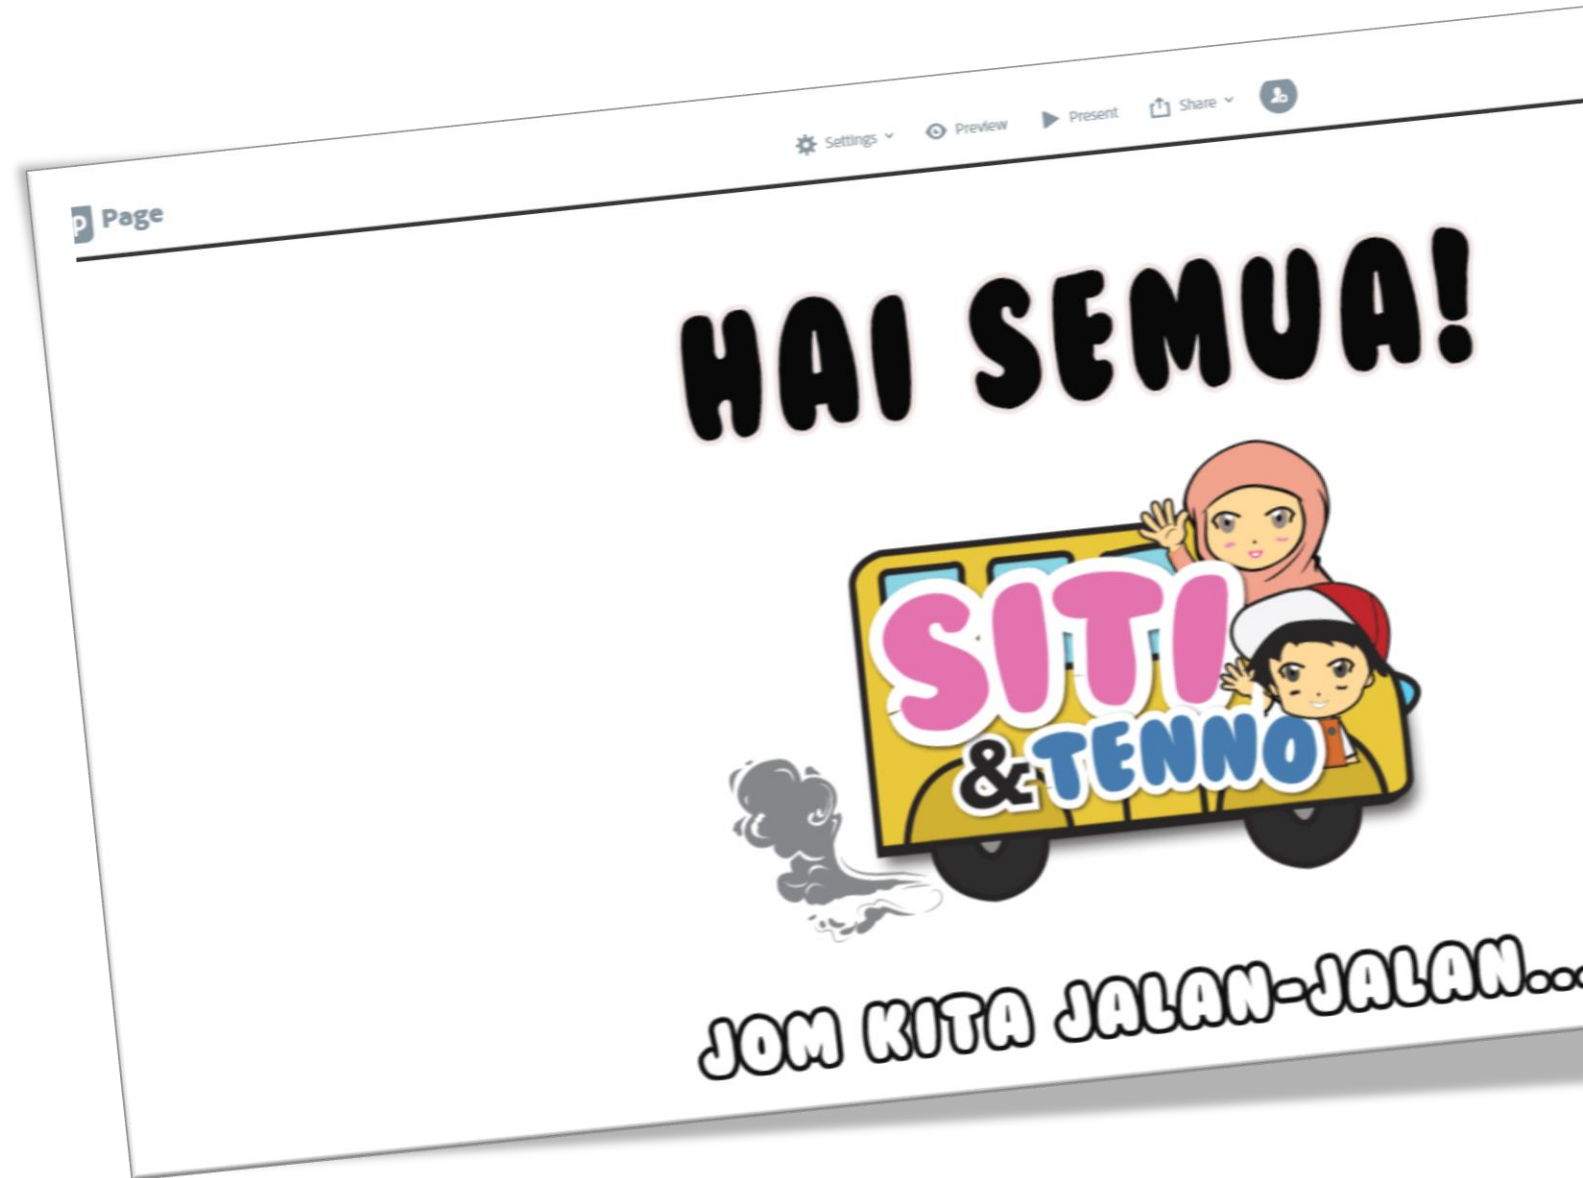 Settings Preview Present Share
p Page
HAI SEMUA!
SITI
& TENNO
JOM KITA JALAN-JALAN...